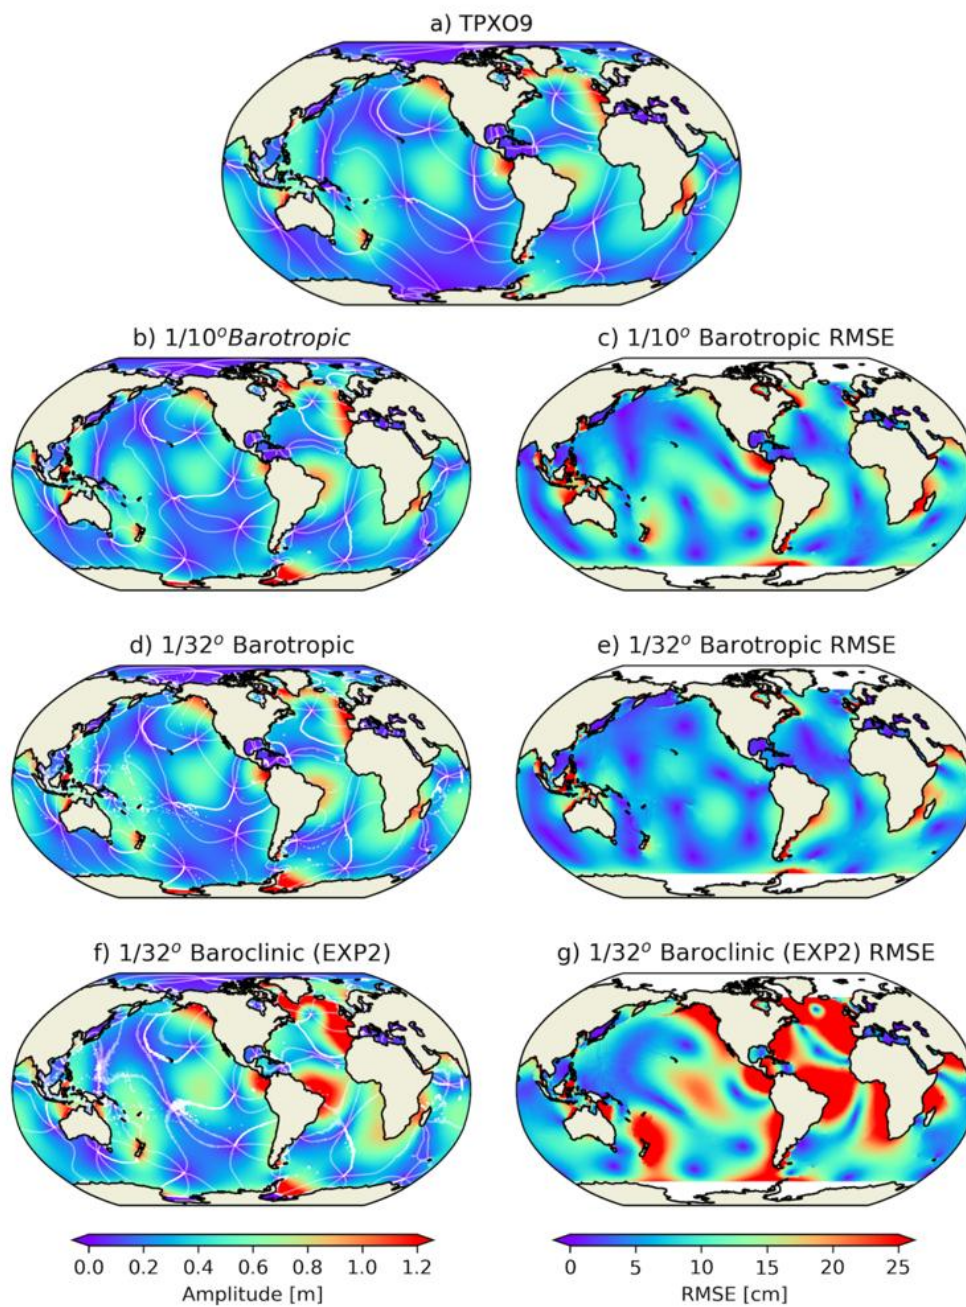 a) TPXO9
b) 1/10ᵒBarotropic
c) 1/10ᵒ Barotropic RMSE
d) 1/32ᵒ Barotropic
e) 1/32ᵒ Barotropic RMSE
f) 1/32ᵒ Baroclinic (EXP2)
g) 1/32ᵒ Baroclinic (EXP2) RMSE
0.0 0.2 0.4 0.6 0.8 1.0 1.2
Amplitude [m]
0 5 10 15 20 25
RMSE [cm]